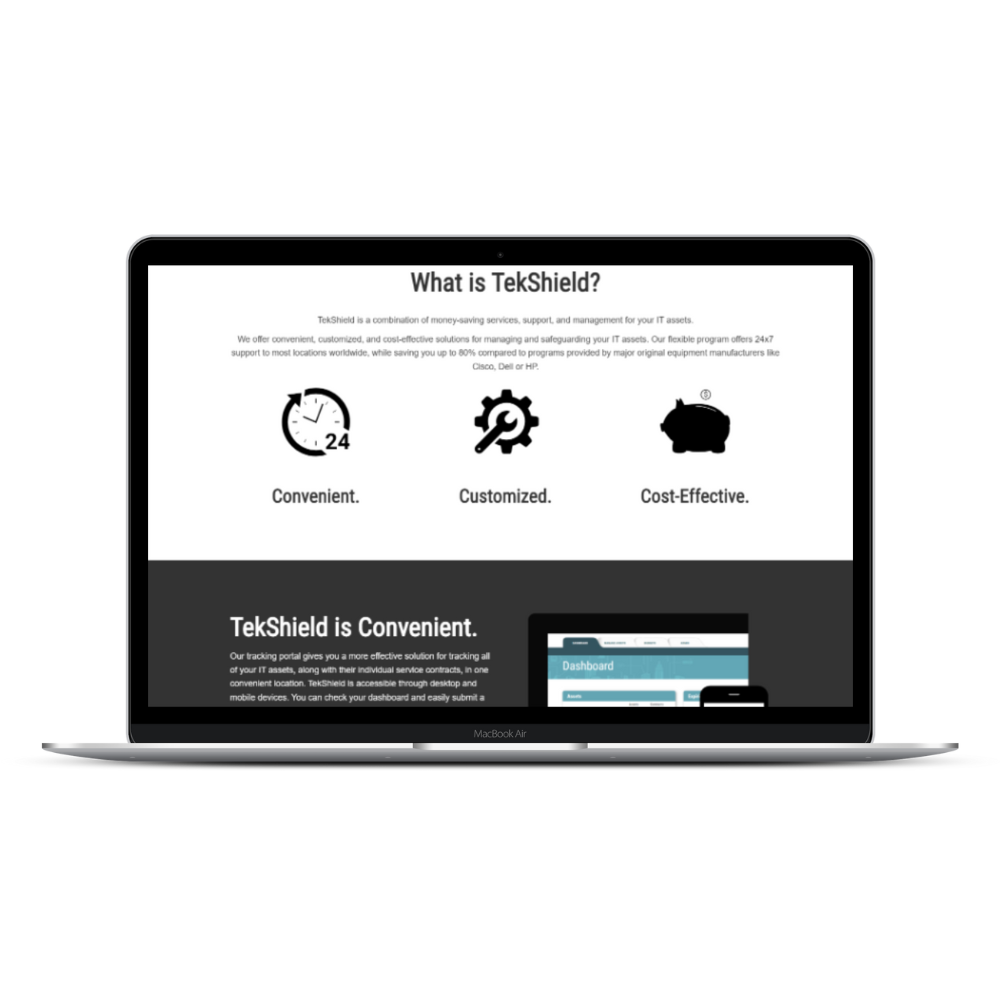 What is TekShield?
TekShield is a combination of money-saving services, support, and management for your IT assets.
We offer convenient, customized, and cost-effective solutions for managing and safeguarding your IT assets. Our flexible program offers 24x7
support to most locations worldwide, while saving you up to 80% compared to programs provided by major original equipment manufacturers like
Cisco, Dell or HP.
24
Convenient.
Customized.
Cost-Effective.
TekShield is Convenient.
Our tracking portal gives you a more effective solution for tracking all
of your IT assets, along with their individual service contracts, in one
convenient location. TekShield is accessible through desktop and
mobile devices. You can check your dashboard and easily submit a
Dashboard
Assets
MacBook Air